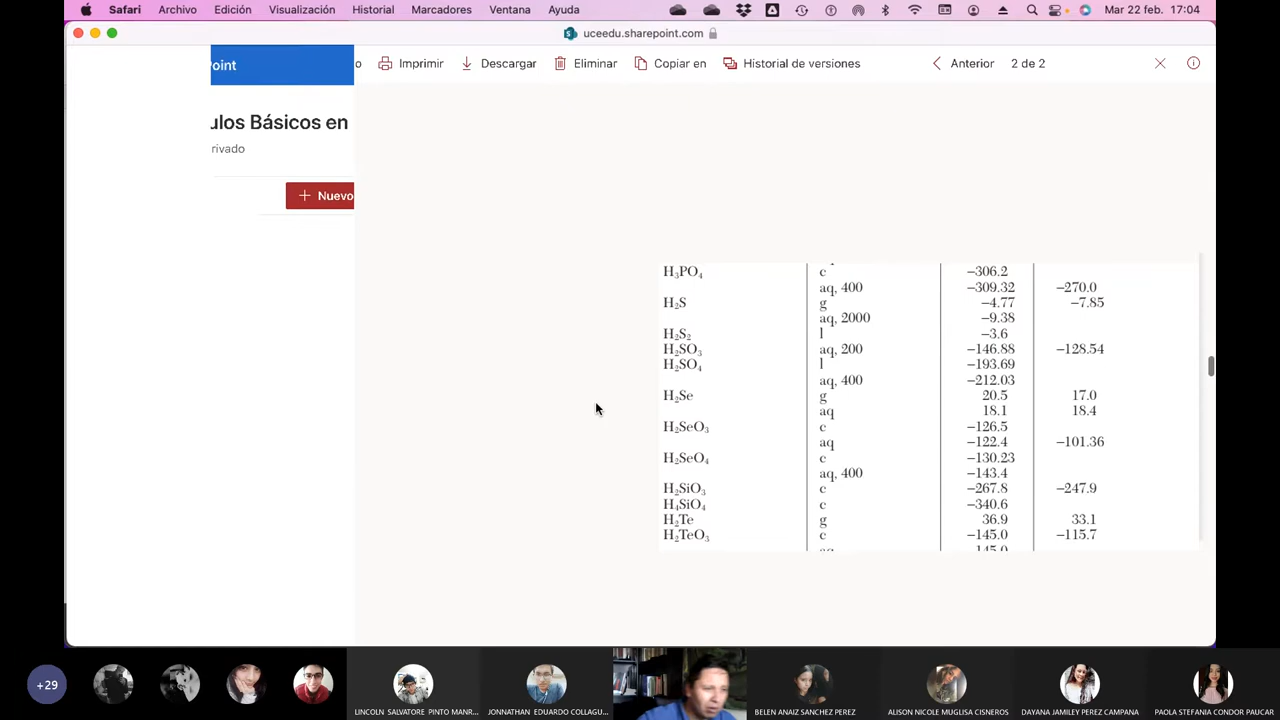 Safari Archivo Edición Visualización Historial Marcadores Ventana Ayuda Mar 22 feb. 17:04
uceedu.sharepoint.com
Point o Imprimir Descargar Eliminar Copiar en Historial de versiones Anterior 2 de 2
ulos Básicos en
rivado
+ Nuevo
H₃PO₄ c −306.2
aq, 400 −309.32 −270.0
H₂S g −4.77 −7.85
aq, 2000 −9.38
H₂S₂ l −3.6
H₂SO₃ aq, 200 −146.88 −128.54
H₂SO₄ l −193.69
aq, 400 −212.03
H₂Se g 20.5 17.0
aq 18.1 18.4
H₂SeO₃ c −126.5
aq −122.4 −101.36
H₂SeO₄ c −130.23
aq, 400 −143.4
H₂SiO₃ c −267.8 −247.9
H₄SiO₄ c −340.6
H₂Te g 36.9 33.1
H₂TeO₃ c −145.0 −115.7
aq −145.0
+29
LINCOLN SALVATORE PINTO MANR... JONNATHAN EDUARDO COLLAGU... BELEN ANAIZ SANCHEZ PEREZ ALISON NICOLE MUGLISA CISNEROS DAYANA JAMILEY PEREZ CAMPANA PAOLA STEFANIA CONDOR PAUCAR